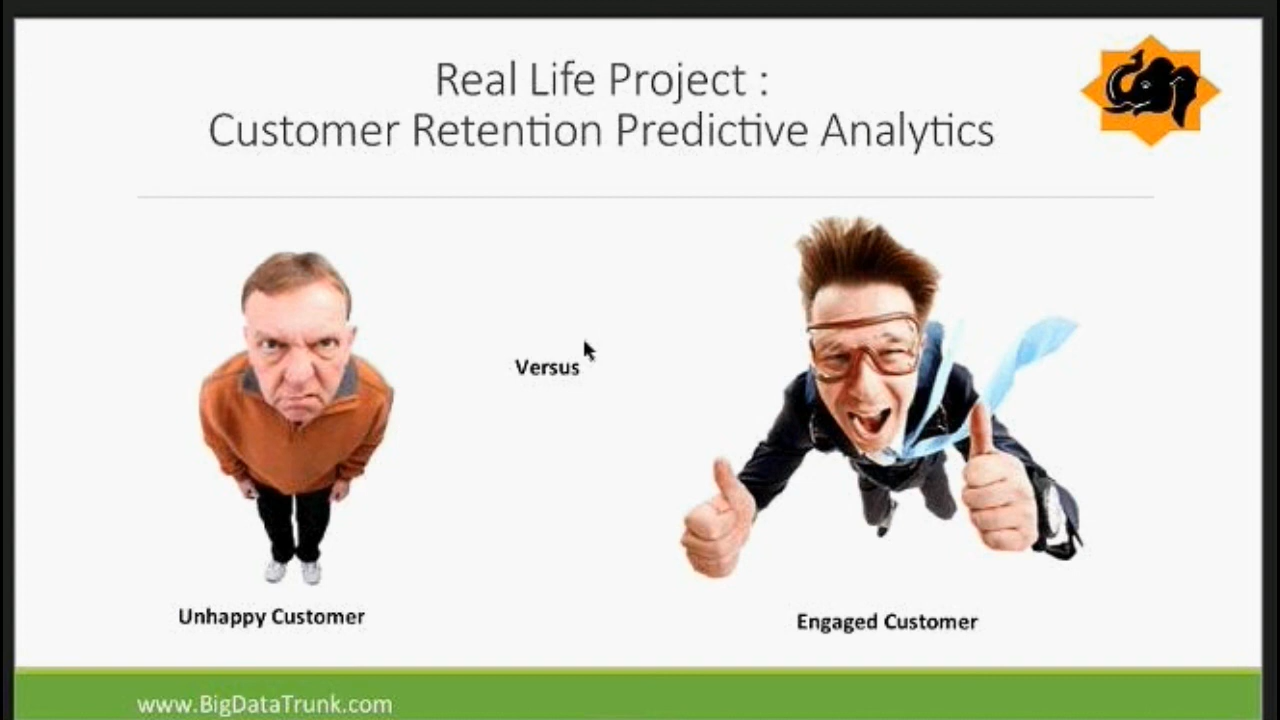 Real Life Project :
Customer Retention Predictive Analytics
Versus
Unhappy Customer
Engaged Customer
www.BigDataTrunk.com